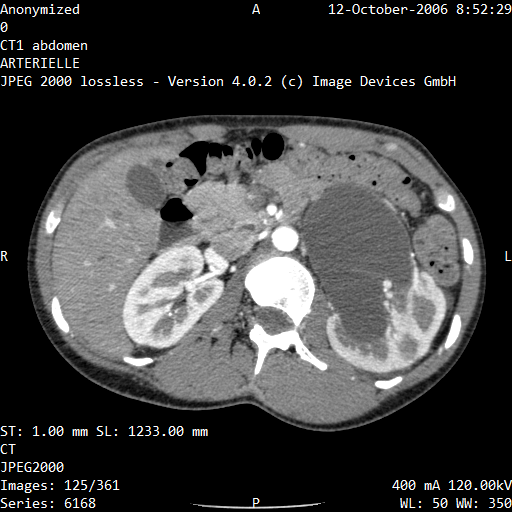 Anonymized A 12-October-2006 8:52:29
0
CT1 abdomen
ARTERIELLE
JPEG 2000 lossless - Version 4.0.2 (c) Image Devices GmbH
R L
ST: 1.00 mm SL: 1233.00 mm
CT
JPEG2000
Images: 125/361 400 mA 120.00kV
Series: 6168 P WL: 50 WW: 350